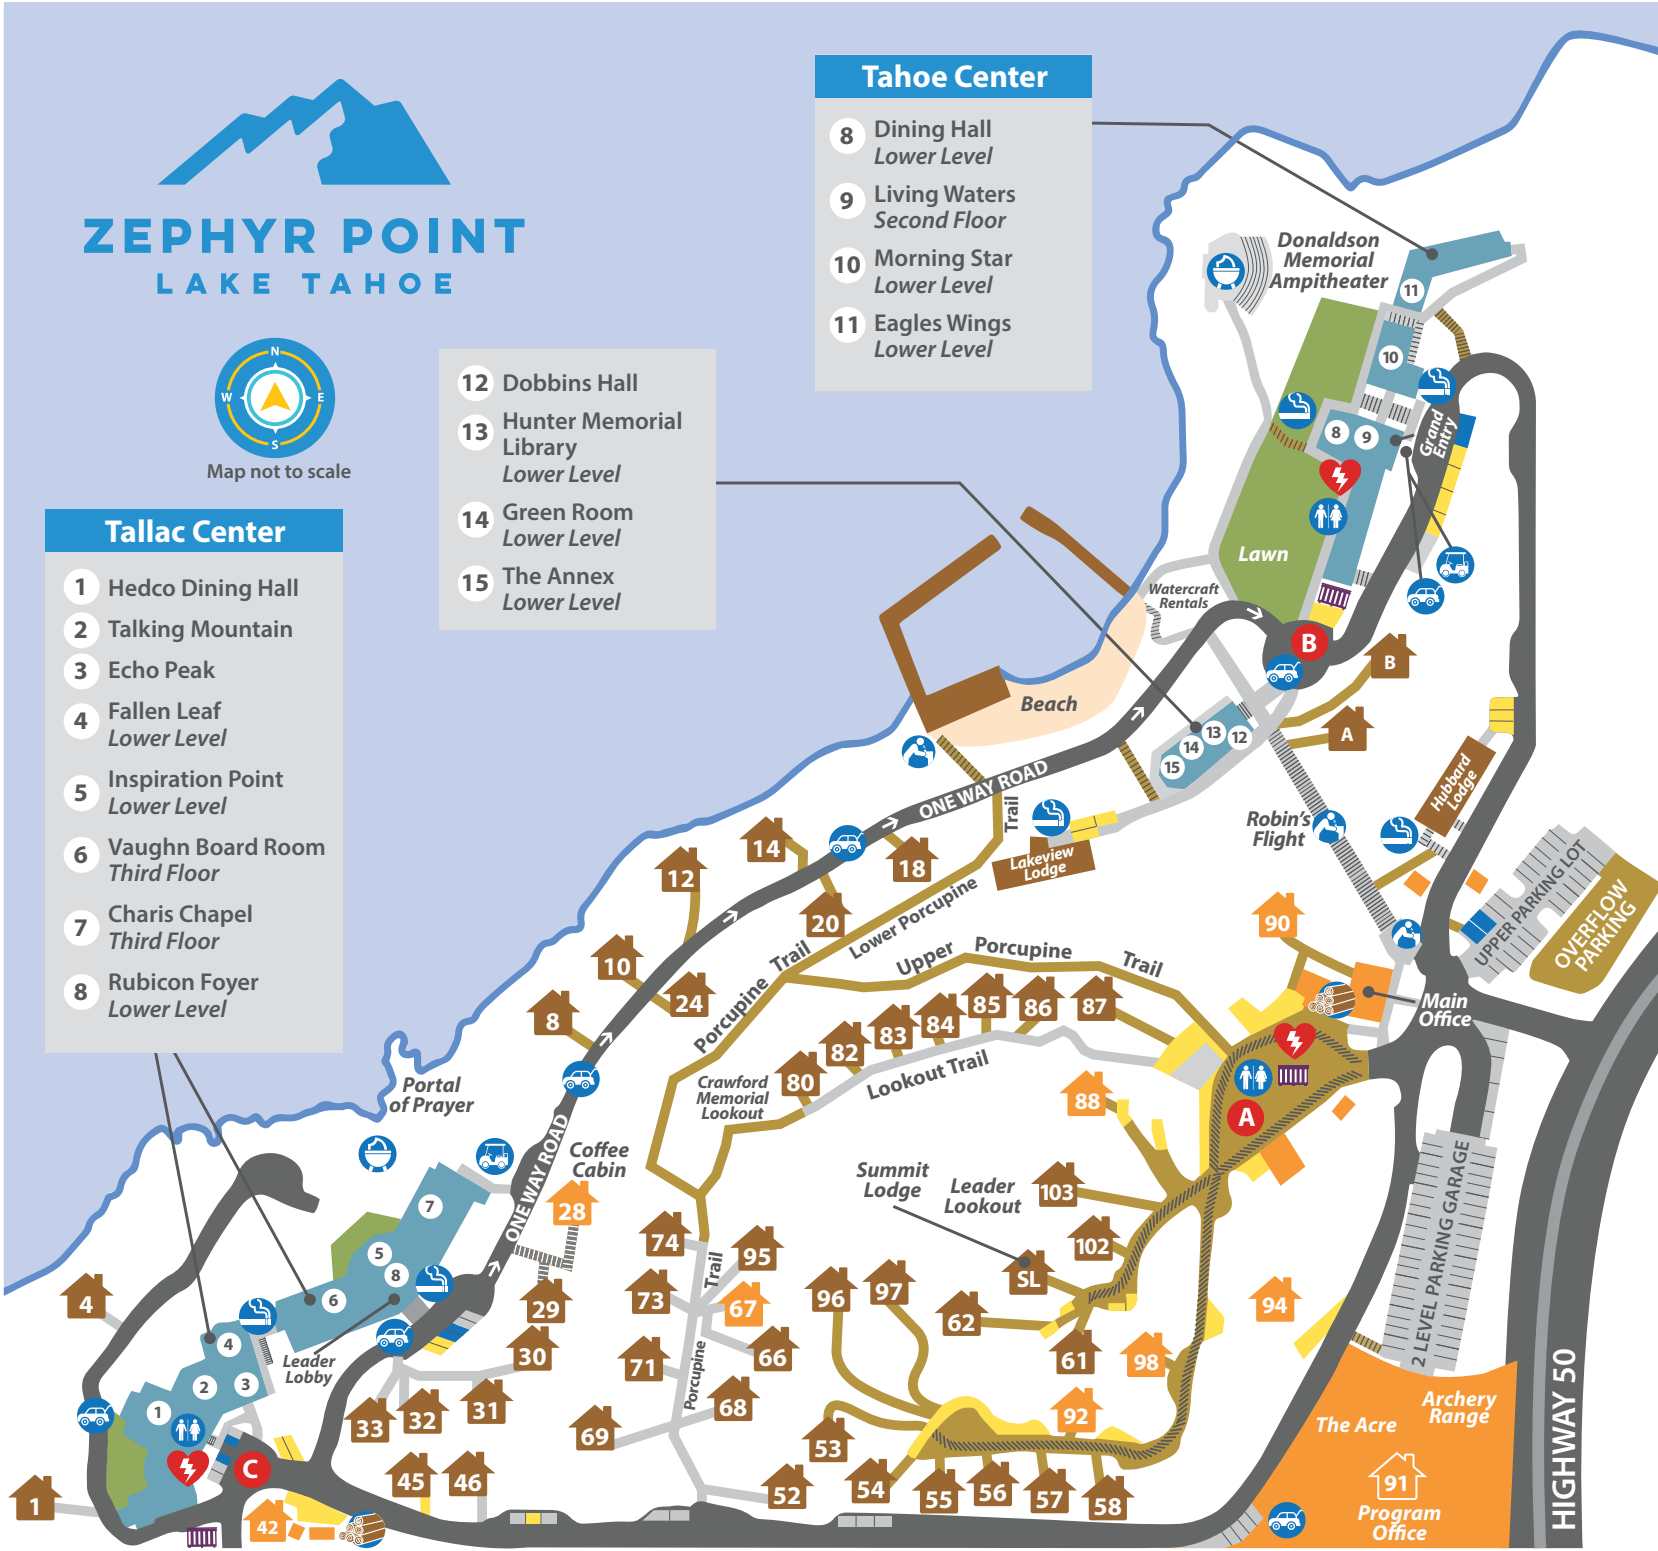 ZEPHYR POINT
LAKE TAHOE
N
W
E
S
Map not to scale
Tahoe Center
8 Dining Hall
Lower Level
9 Living Waters
Second Floor
10 Morning Star
Lower Level
11 Eagles Wings
Lower Level
12 Dobbins Hall
13 Hunter Memorial
Library
Lower Level
14 Green Room
Lower Level
15 The Annex
Lower Level
Tallac Center
1 Hedco Dining Hall
2 Talking Mountain
3 Echo Peak
4 Fallen Leaf
Lower Level
5 Inspiration Point
Lower Level
6 Vaughn Board Room
Third Floor
7 Charis Chapel
Third Floor
8 Rubicon Foyer
Lower Level
Donaldson
Memorial
Ampitheater
11
10
8
9
Grand
Entry
Lawn
Watercraft
Rentals
B
B
A
Beach
13
12
14
15
ONE WAY ROAD
Trail
Lakeview
Lodge
Robin's
Flight
Hubbard
Lodge
UPPER PARKING LOT
OVERFLOW
PARKING
14
18
12
20
Lower Porcupine
Porcupine Trail
Upper Porcupine Trail
90
10
24
8
Main
Office
85
86
87
84
83
82
80
Lookout Trail
Crawford
Memorial
Lookout
88
A
Portal
of Prayer
Coffee
Cabin
28
ONE WAY ROAD
7
5
8
6
4
Leader
Lobby
2
3
1
4
1
C
42
29
30
31
32
33
45
46
Summit
Lodge
Leader
Lookout
103
102
SL
62
61
98
94
92
74
95
73
67
71
66
68
69
52
Trail
Porcupine
96
97
53
54
55
56
57
58
2 LEVEL PARKING GARAGE
HIGHWAY 50
The Acre
Archery
Range
91
Program
Office